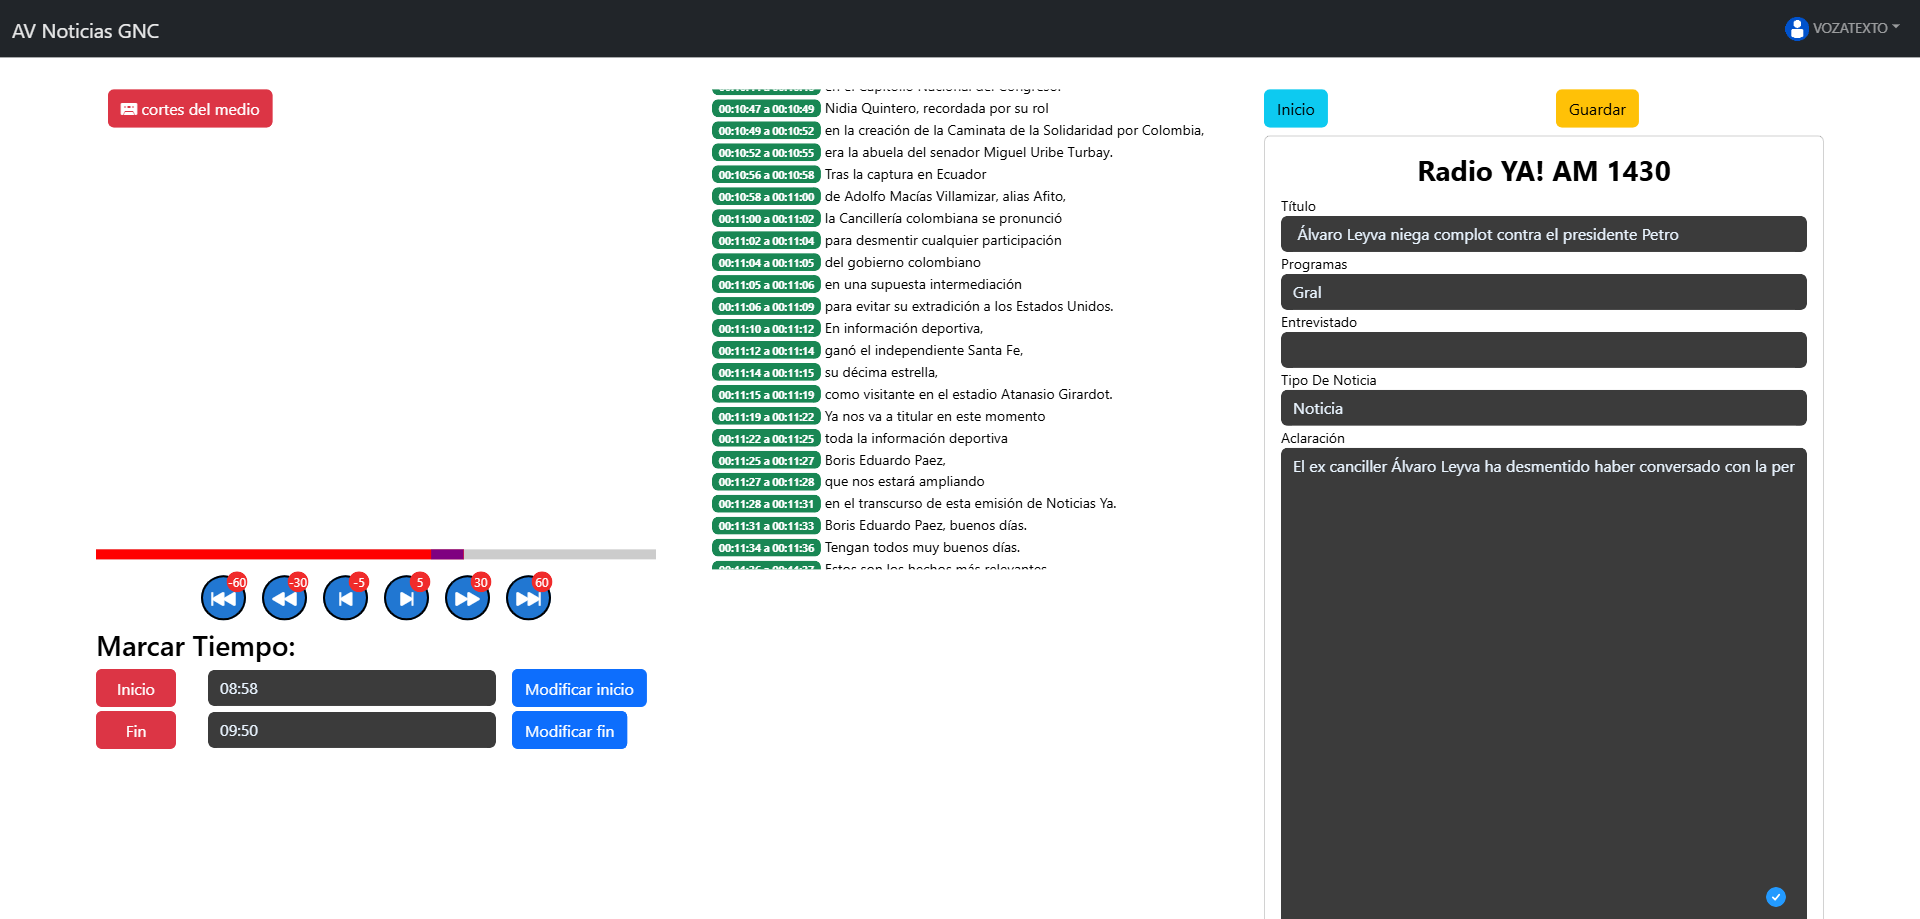 AV Noticias GNC
VOZATEXTO
cortes del medio
-60
-30
-5
5
30
60
Marcar Tiempo:
Inicio
08:58
Modificar inicio
Fin
09:50
Modificar fin
en el Capitolio Nacional del Congreso.
00:10:47 a 00:10:49 Nidia Quintero, recordada por su rol
00:10:49 a 00:10:52 en la creación de la Caminata de la Solidaridad por Colombia,
00:10:52 a 00:10:55 era la abuela del senador Miguel Uribe Turbay.
00:10:56 a 00:10:58 Tras la captura en Ecuador
00:10:58 a 00:11:00 de Adolfo Macías Villamizar, alias Afito,
00:11:00 a 00:11:02 la Cancillería colombiana se pronunció
00:11:02 a 00:11:04 para desmentir cualquier participación
00:11:04 a 00:11:05 del gobierno colombiano
00:11:05 a 00:11:06 en una supuesta intermediación
00:11:06 a 00:11:09 para evitar su extradición a los Estados Unidos.
00:11:10 a 00:11:12 En información deportiva,
00:11:12 a 00:11:14 ganó el independiente Santa Fe,
00:11:14 a 00:11:15 su décima estrella,
00:11:15 a 00:11:19 como visitante en el estadio Atanasio Girardot.
00:11:19 a 00:11:22 Ya nos va a titular en este momento
00:11:22 a 00:11:25 toda la información deportiva
00:11:25 a 00:11:27 Boris Eduardo Paez,
00:11:27 a 00:11:28 que nos estará ampliando
00:11:28 a 00:11:31 en el transcurso de esta emisión de Noticias Ya.
00:11:31 a 00:11:33 Boris Eduardo Paez, buenos días.
00:11:34 a 00:11:36 Tengan todos muy buenos días.
00:11:36 a 00:11:37 Estos son los hechos más relevantes
Inicio
Guardar
Radio YA! AM 1430
Título
Álvaro Leyva niega complot contra el presidente Petro
Programas
Gral
Entrevistado
Tipo De Noticia
Noticia
Aclaración
El ex canciller Álvaro Leyva ha desmentido haber conversado con la per